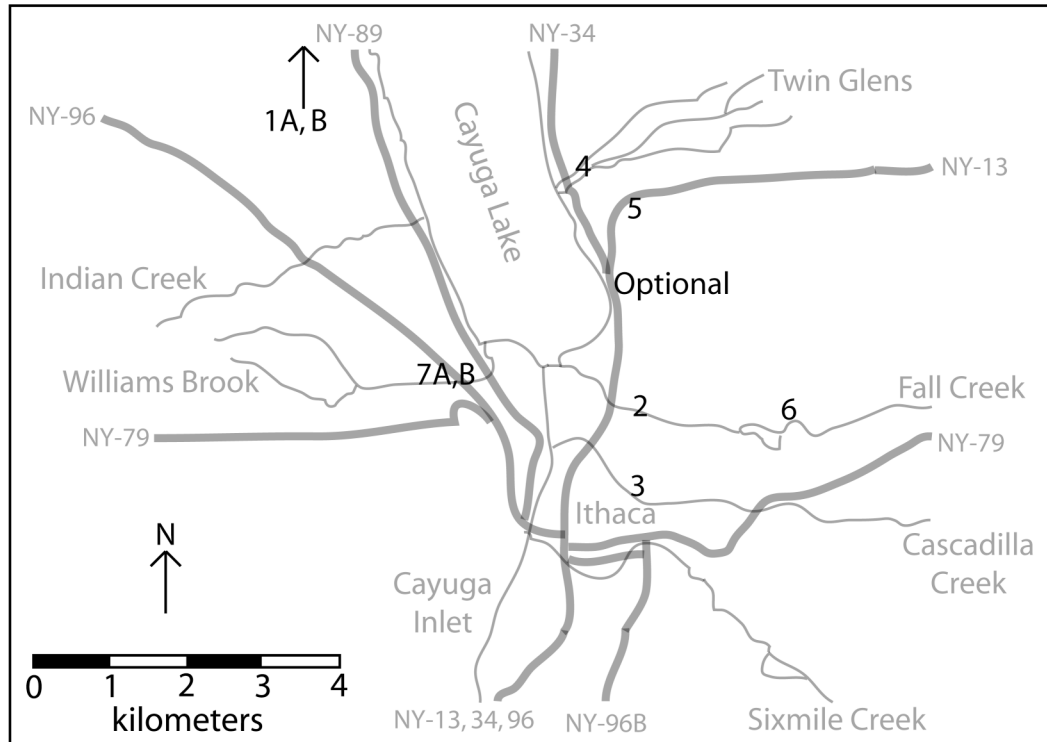 NY-89
NY-34
Twin Glens
1A, B
NY-96
Cayuga Lake
4
NY-13
5
Indian Creek
Optional
Williams Brook
7A,B
2
6
Fall Creek
NY-79
NY-79
3
Ithaca
N
Cascadilla
Creek
Cayuga
Inlet
0 1 2 3 4
kilometers
NY-13, 34, 96
NY-96B
Sixmile Creek